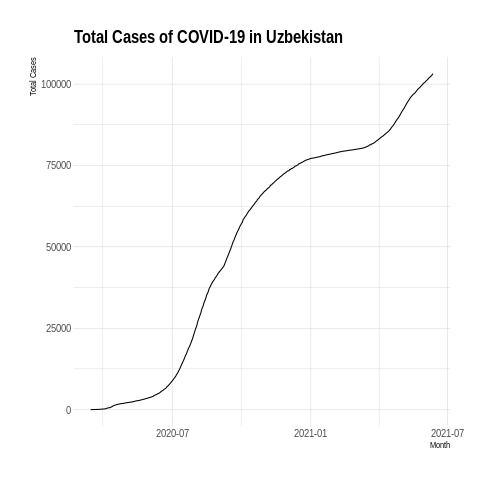 Total Cases of COVID-19 in Uzbekistan
Total Cases
100000
75000
50000
25000
0
2020-07
2021-01
2021-07
Month